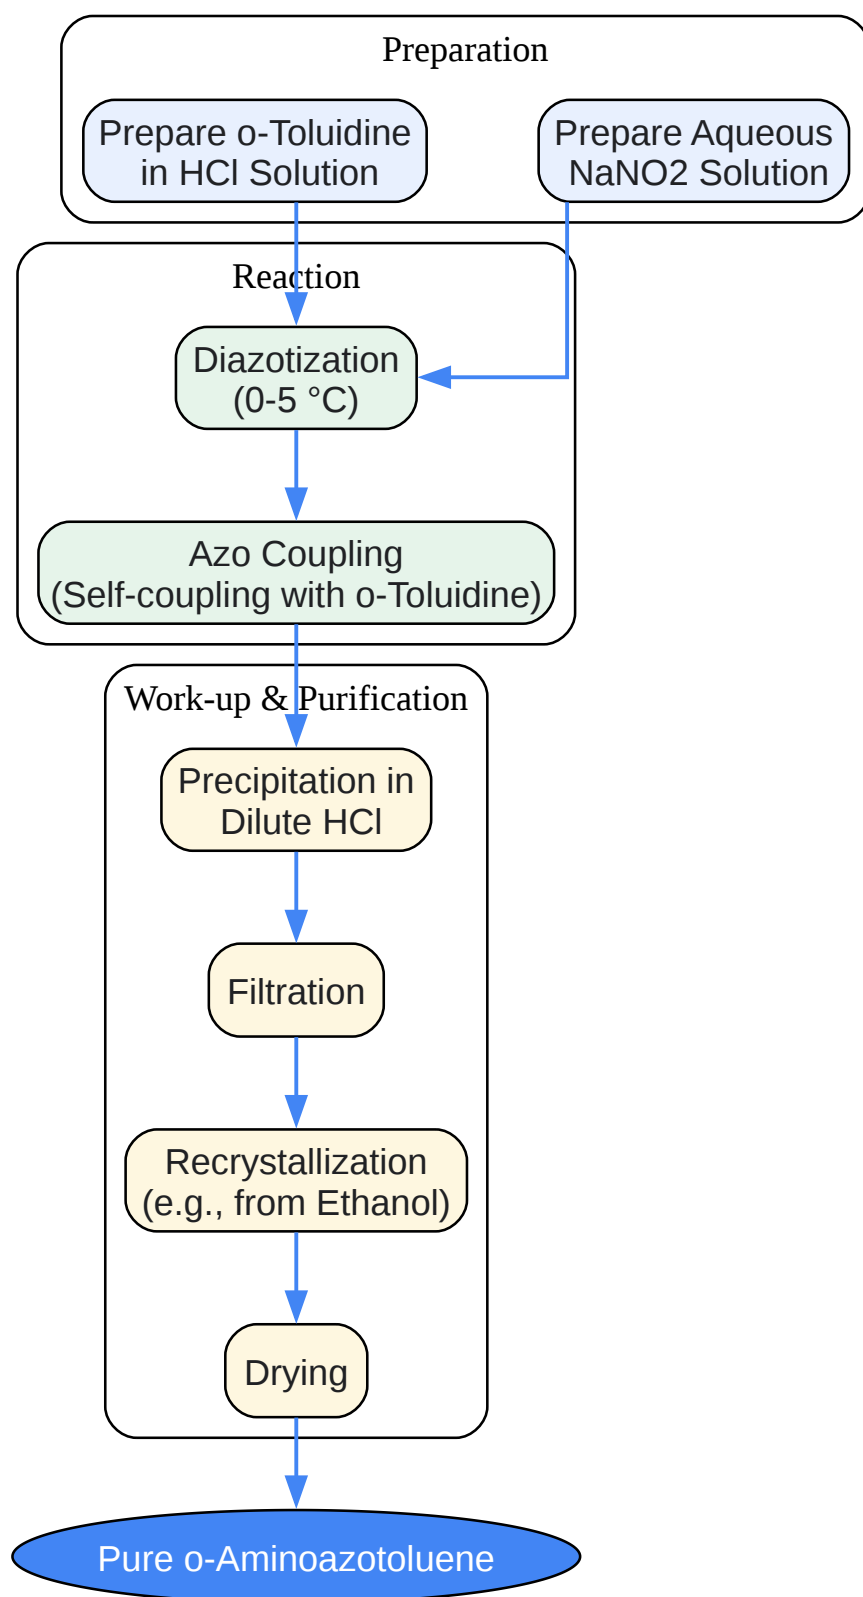 Preparation
Prepare o-Toluidine
in HCl Solution
Prepare Aqueous
NaNO2 Solution
Reaction
Diazotization
(0-5 °C)
Azo Coupling
(Self-coupling with o-Toluidine)
Work-up & Purification
Precipitation in
Dilute HCl
Filtration
Recrystallization
(e.g., from Ethanol)
Drying
Pure o-Aminoazotoluene